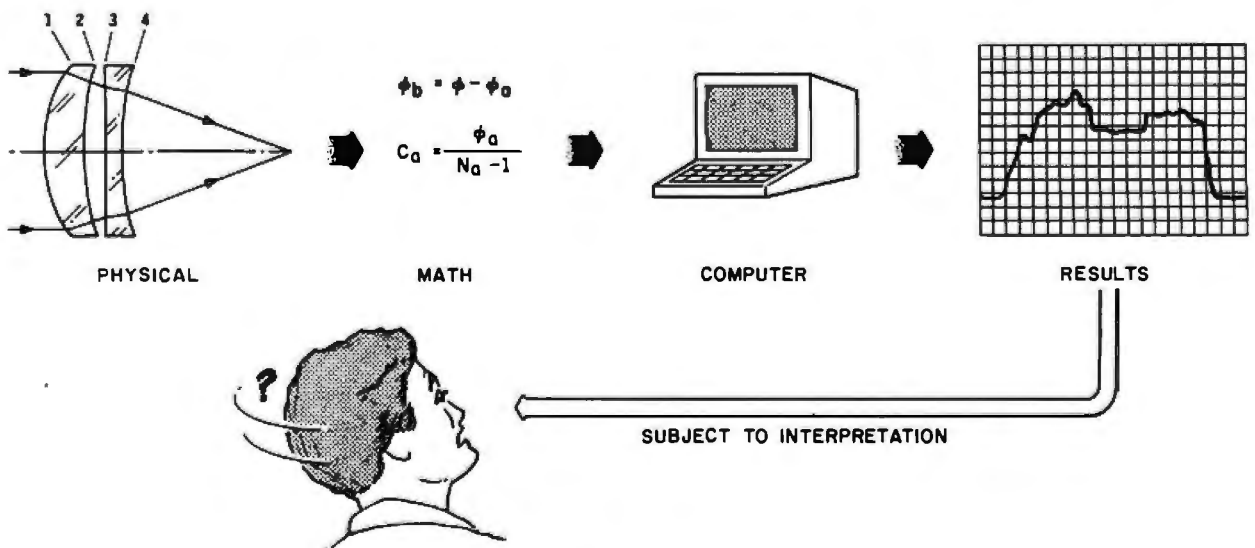 1 2 3 4
ϕb = ϕ - ϕa
Ca = ϕa / Na - 1
PHYSICAL
MATH
COMPUTER
RESULTS
?
SUBJECT TO INTERPRETATION